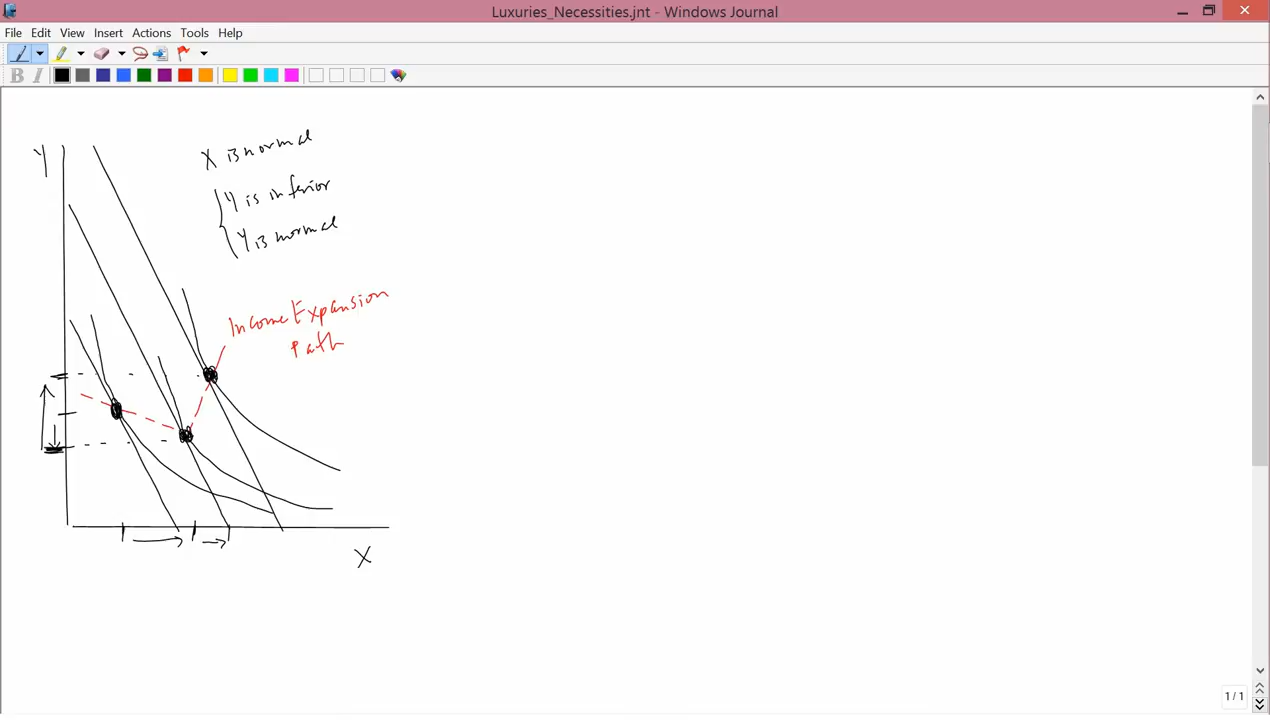 Luxuries_Necessities.jnt - Windows Journal
File Edit View Insert Actions Tools Help
B I
Y
X is normal
Y is inferior
Y is normal
Income Expansion
Path
X
1 / 1